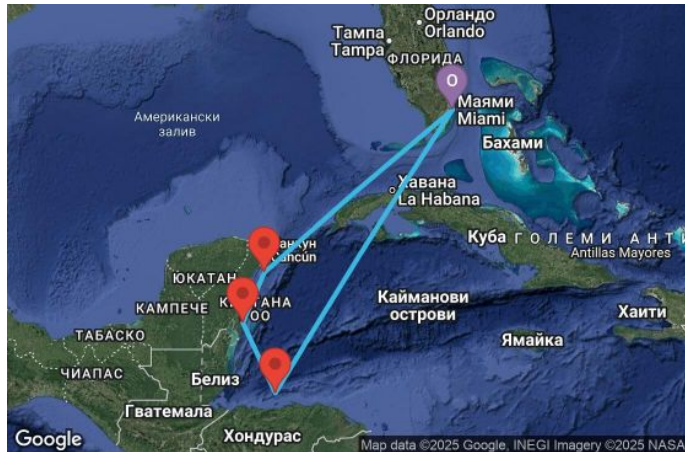 Орландо
Orlando
Тампа
Tampa
ФЛОРИДА
O
Маями
Miami
Американски
залив
Бахами
Хавана
La Habana
Cancún
Куба
ГОЛЕМИ АНТИ
Antillas Mayores
ЮКАТАН
КАМПЕЧЕ
ОО
Кайманови
острови
Хаити
ТАБАСКО
Ямайка
ЧИАПАС
Белиз
Гватемала
Хондурас
Google
Map data ©2025 Google, INEGI Imagery ©2025 NASA